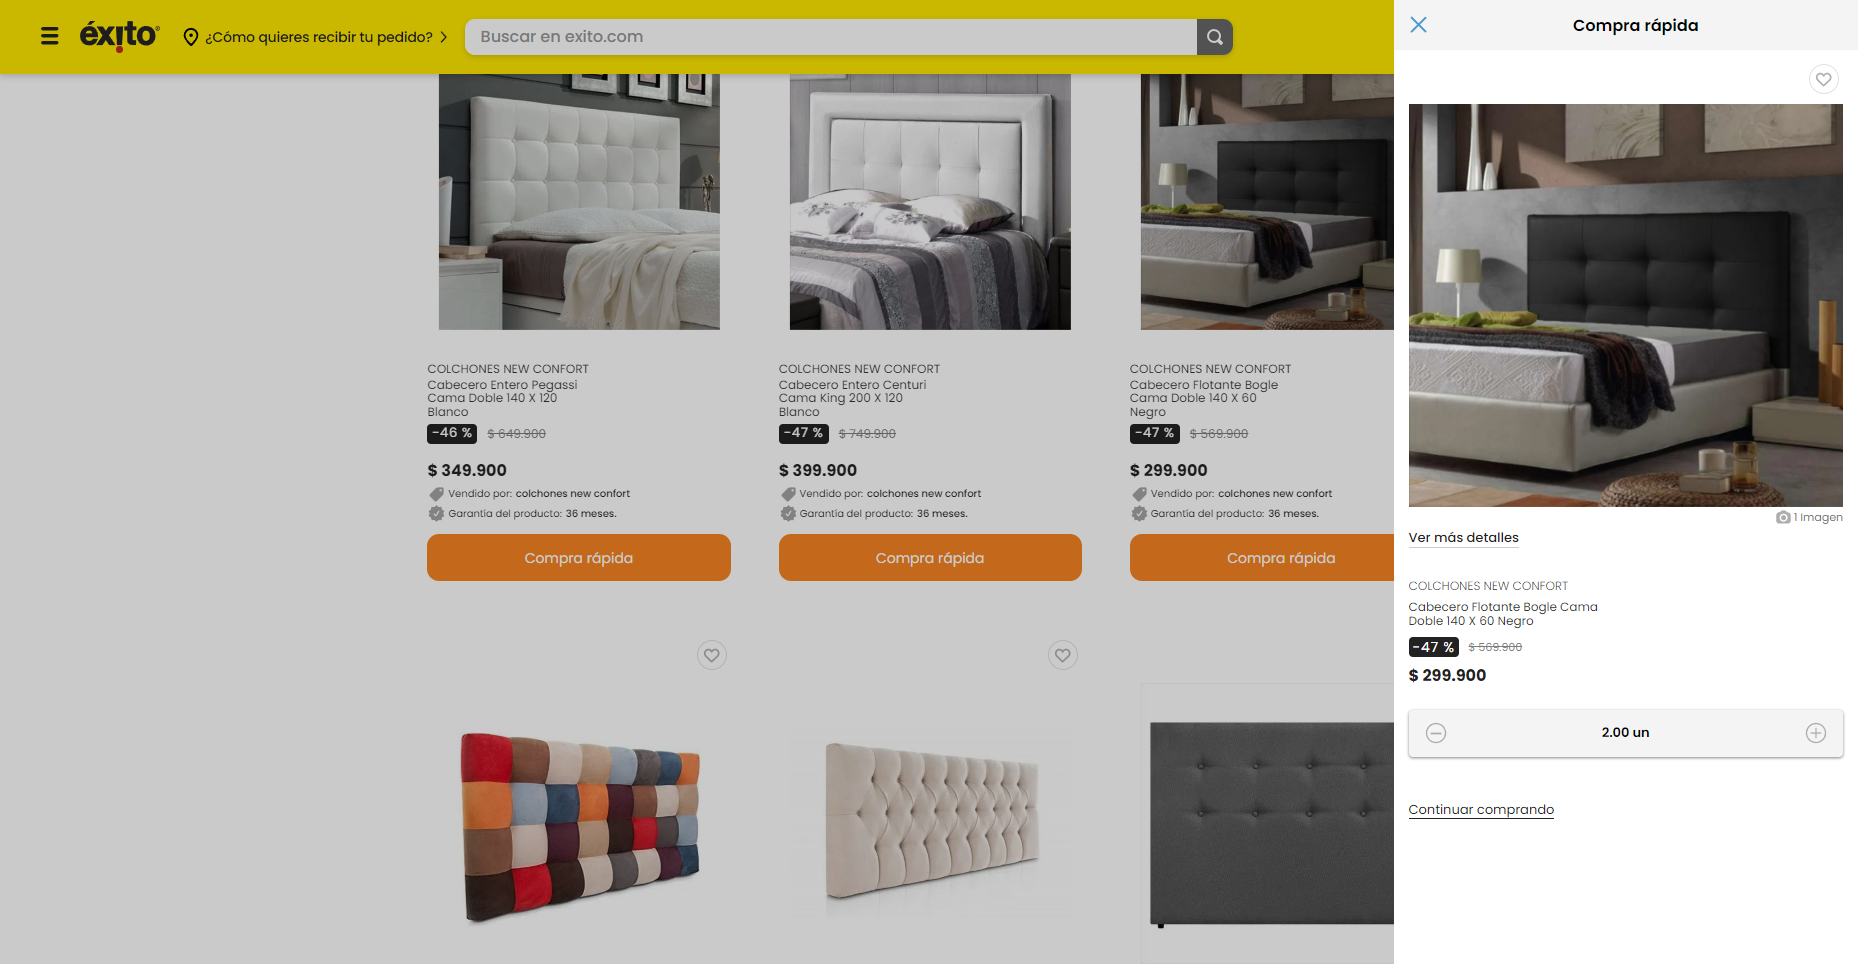 éxito
¿Cómo quieres recibir tu pedido?
Buscar en exito.com
COLCHONES NEW CONFORT
Cabecero Entero Pegassi
Cama Doble 140 X 120
Blanco
-46 % $ 649.900
$ 349.900
Vendido por: colchones new confort
Garantía del producto: 36 meses.
Compra rápida
COLCHONES NEW CONFORT
Cabecero Entero Centuri
Cama King 200 X 120
Blanco
-47 % $ 749.900
$ 399.900
Vendido por: colchones new confort
Garantía del producto: 36 meses.
Compra rápida
COLCHONES NEW CONFORT
Cabecero Flotante Bogle
Cama Doble 140 X 60
Negro
-47 % $ 569.900
$ 299.900
Vendido por: colchones new confort
Garantía del producto: 36 meses.
Compra rápida
Compra rápida
1 Imagen
Ver más detalles
COLCHONES NEW CONFORT
Cabecero Flotante Bogle Cama
Doble 140 X 60 Negro
-47 % $ 569.900
$ 299.900
2.00 un
Continuar comprando